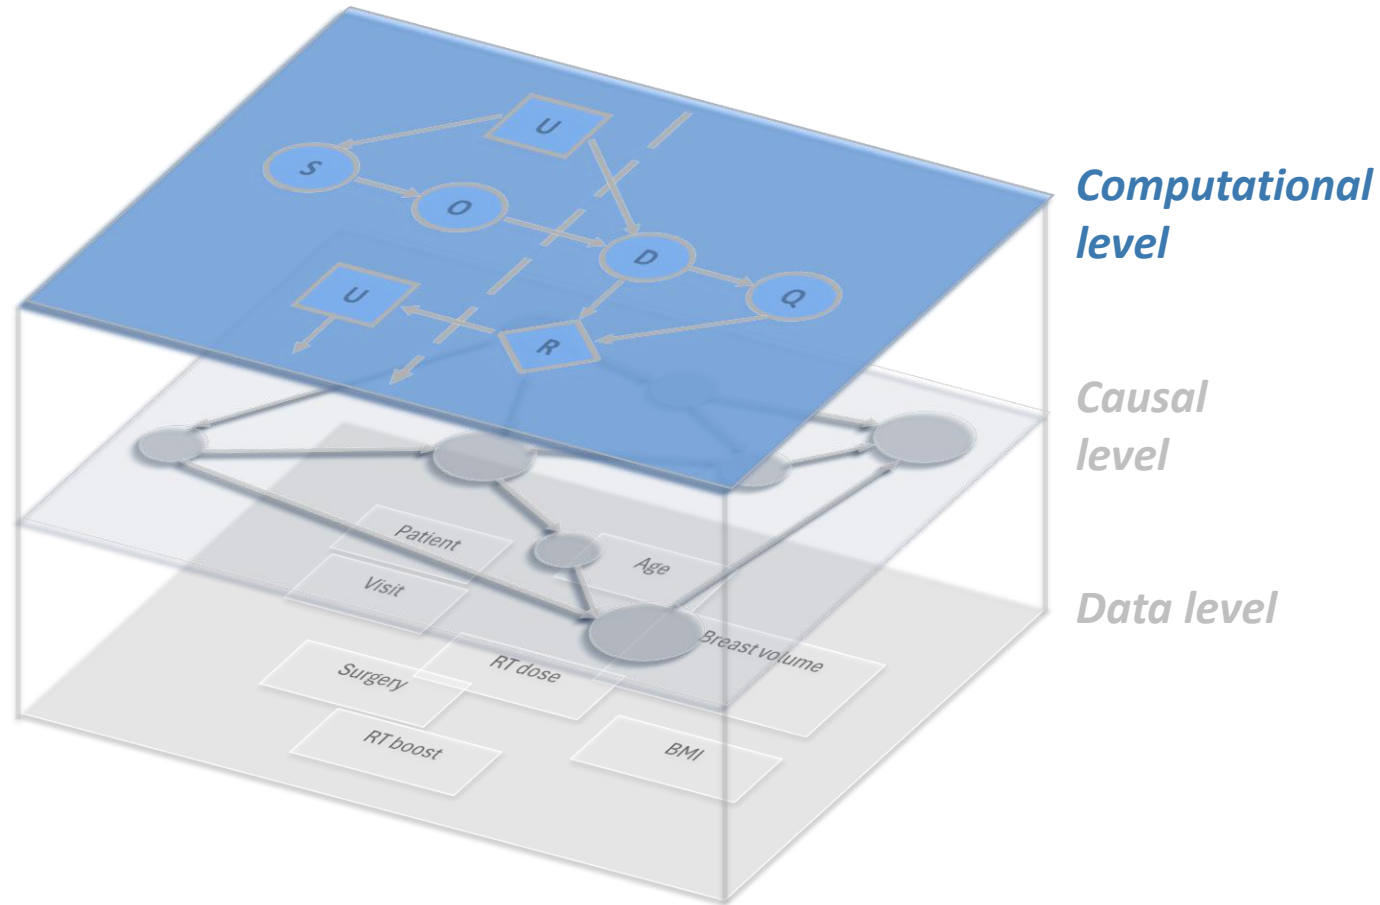 U
S
O
D
Q
U
R
Computational
level
Causal
level
Patient
Age
Visit
Data level
Breast volume
RT dose
Surgery
RT boost
BMI